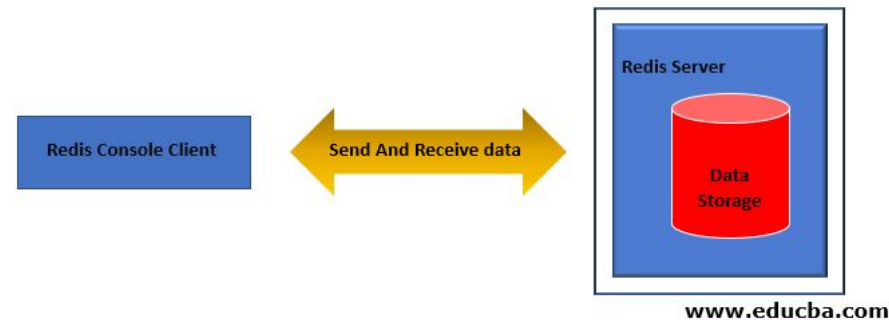 Redis Console Client
Send And Receive data
Redis Server
Data
Storage
www.educba.com